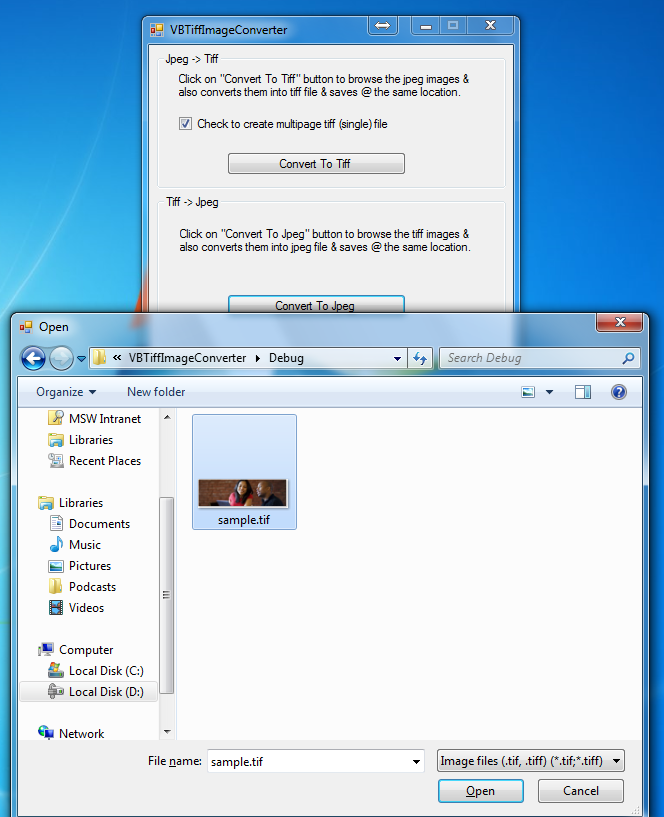 VBTiffImageConverter
Jpeg -> Tiff
Click on "Convert To Tiff" button to browse the jpeg images &
also converts them into tiff file & saves @ the same location.
Check to create multipage tiff (single) file
Convert To Tiff
Tiff -> Jpeg
Click on "Convert To Jpeg" button to browse the tiff images &
also converts them into jpeg file & saves @ the same location.
Convert To Jpeg
Open
« VBTiffImageConverter Debug
Search Debug
Organize
New folder
MSW Intranet
Libraries
Recent Places
Libraries
Documents
Music
Pictures
Podcasts
Videos
Computer
Local Disk (C:)
Local Disk (D:)
Network
sample.tif
File name: sample.tif
Image files (.tif, .tiff) (*.tif;*.tiff)
Open
Cancel